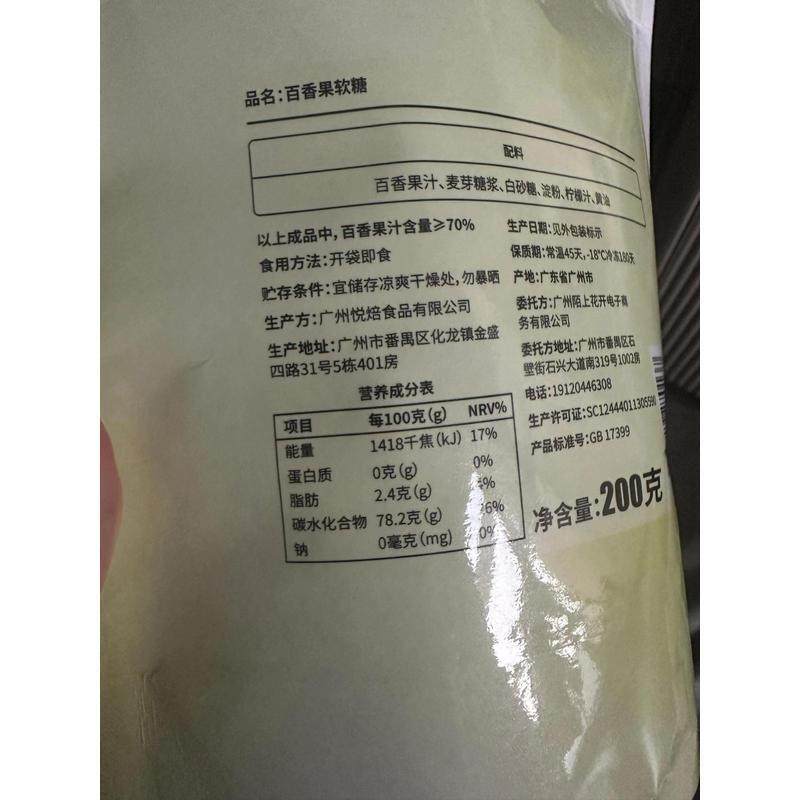 品名:百香果软糖
配料
百香果汁、麦芽糖浆、白砂糖、淀粉、柠檬汁、黄油
以上成品中，百香果汁含量≥70%
食用方法:开袋即食
贮存条件:宜储存凉爽干燥处,勿暴晒
生产方:广州悦焙食品有限公司
生产地址:广州市番禺区化龙镇金盛
四路31号5栋401房
生产日期:见外包装标示
保质期:常温45天,-18℃冷冻180天
产地:广东省广州市
委托方:广州陌上花开电子商
务有限公司
委托方地址:广州市番禺区石
壁街石兴大道南319号1002房
电话:19120446308
生产许可证:SC12444011305590
产品标准号:GB 17399
净含量:200克
营养成分表
项目 每100克(g) NRV%
能量 1418千焦(kJ) 17%
蛋白质 0克(g) 0%
脂肪 2.4克(g) %
碳水化合物 78.2克(g) 6%
钠 0毫克(mg) 0%